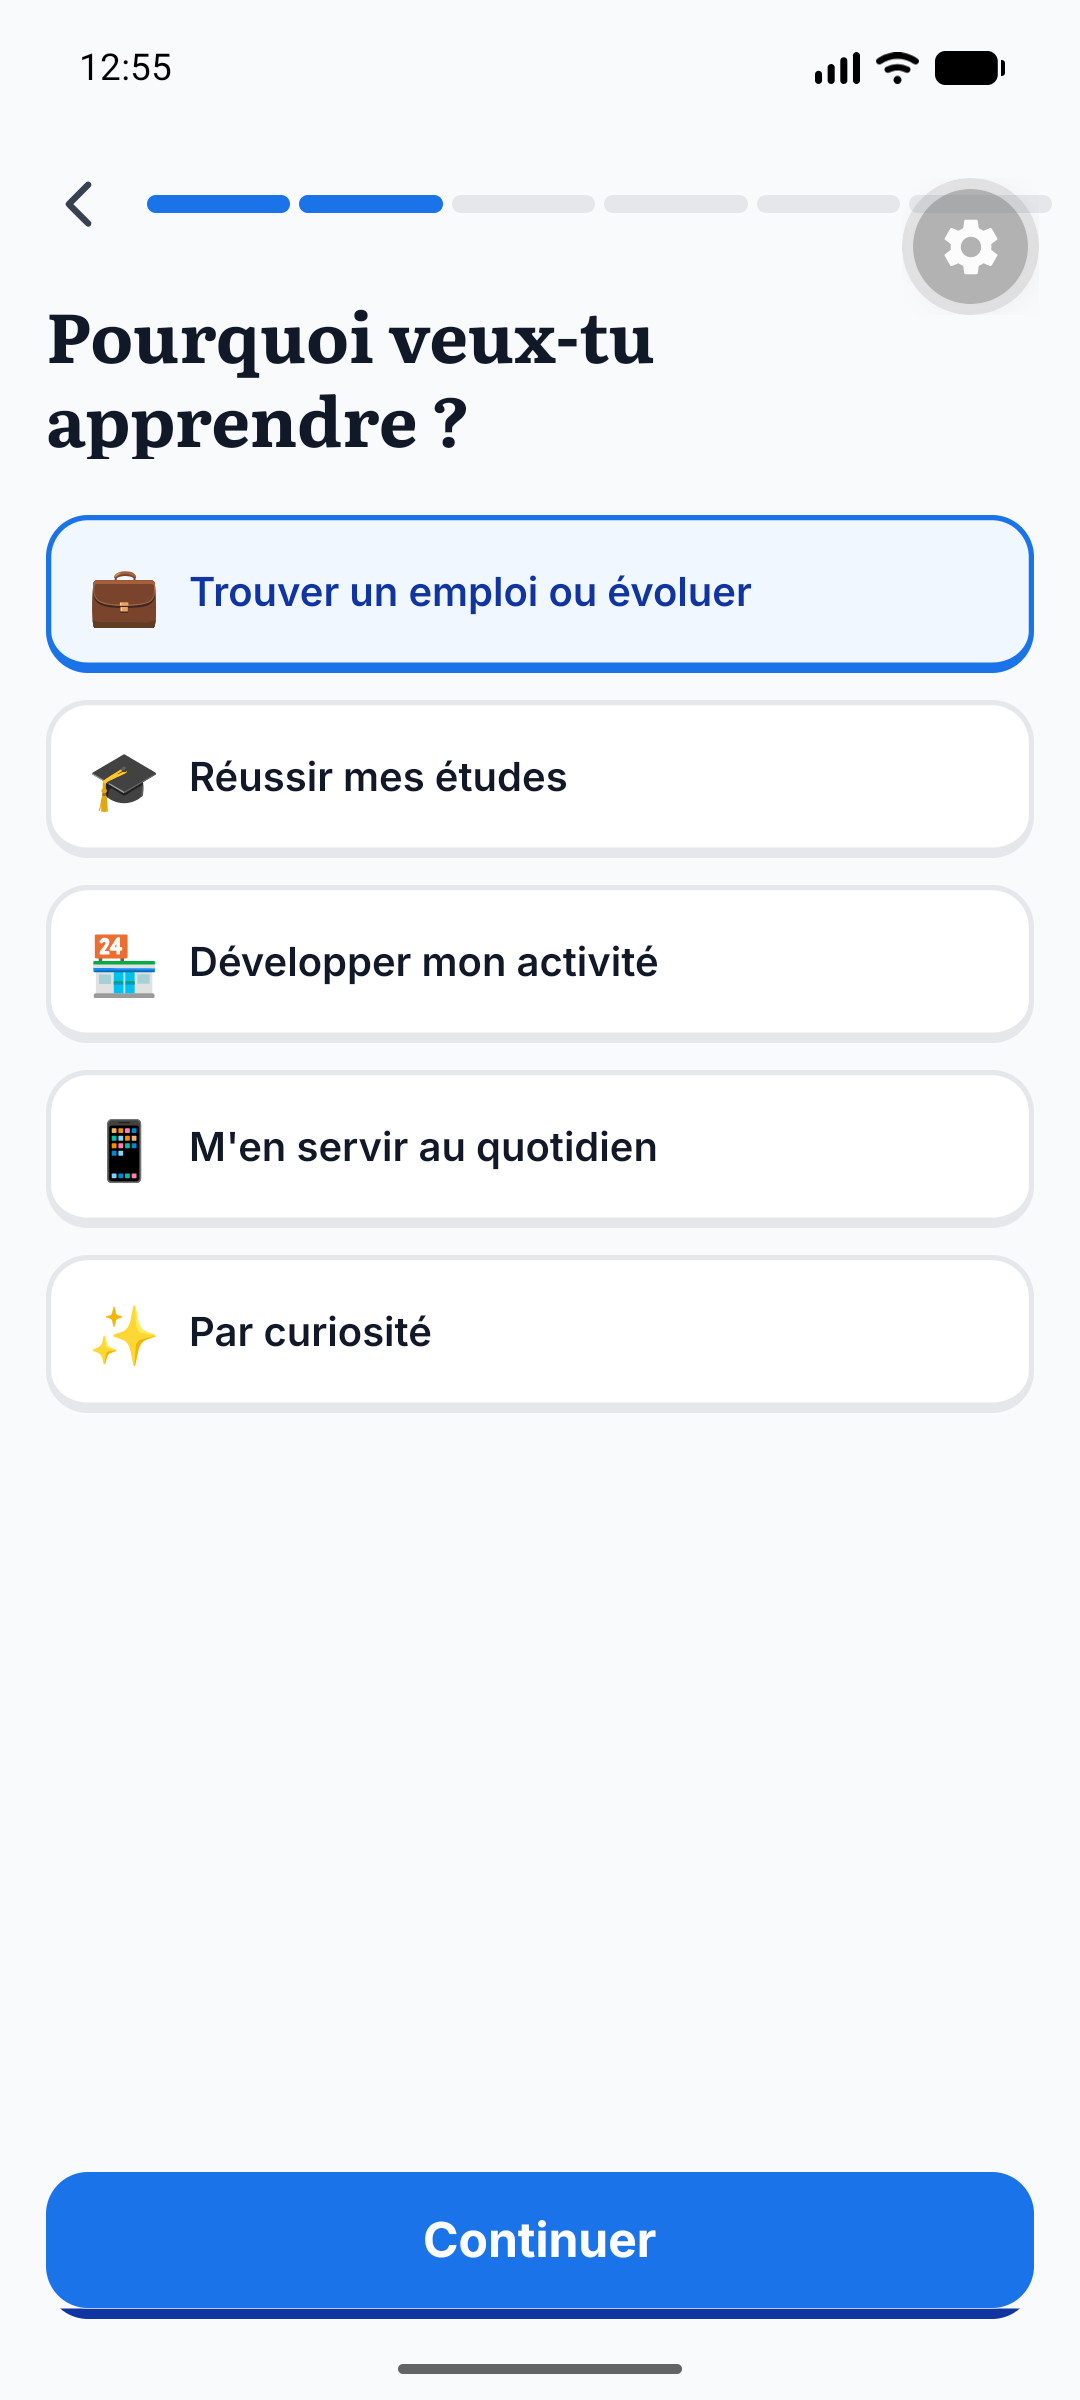 12:55
Pourquoi veux-tu
apprendre ?
Trouver un emploi ou évoluer
Réussir mes études
24
Développer mon activité
M'en servir au quotidien
Par curiosité
Continuer